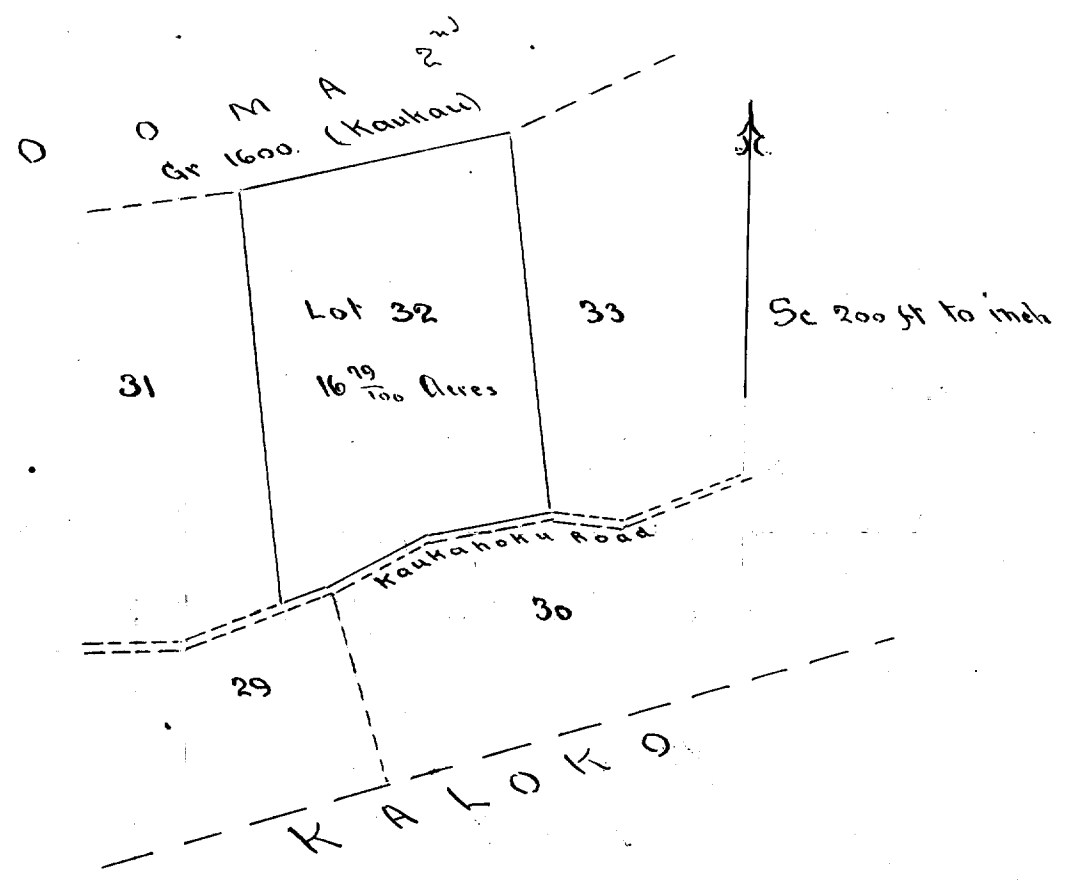 O O M A 2nd
Gr 1600. (Kaukau)
Lot 32
33
Sc 200 ft to inch
31
16 79/100 Acres
Kaukahoku Road
30
29
K A L O K O